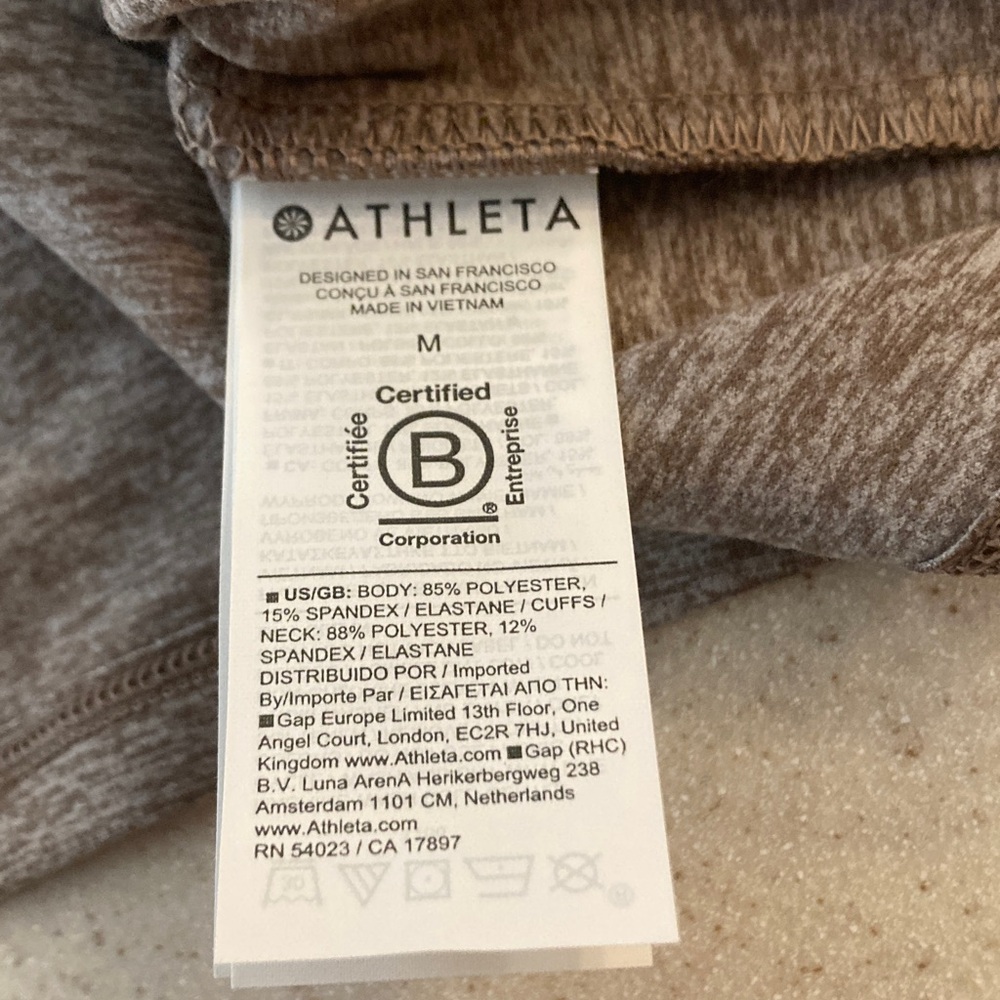 ATHLETA
DESIGNED IN SAN FRANCISCO
CONÇU À SAN FRANCISCO
MADE IN VIETNAM
M
Certified
Certifiée
B
Entreprise
®
Corporation
US/GB: BODY: 85% POLYESTER,
15% SPANDEX / ELASTANE / CUFFS /
NECK: 88% POLYESTER, 12%
SPANDEX / ELASTANE
DISTRIBUIDO POR / Imported
By/Importe Par / ΕΙΣΑΓΕΤΑΙ ΑΠΟ ΤΗΝ:
Gap Europe Limited 13th Floor, One
Angel Court, London, EC2R 7HJ, United
Kingdom www.Athleta.com Gap (RHC)
B.V. Luna ArenA Herikerbergweg 238
Amsterdam 1101 CM, Netherlands
www.Athleta.com
RN 54023 / CA 17897